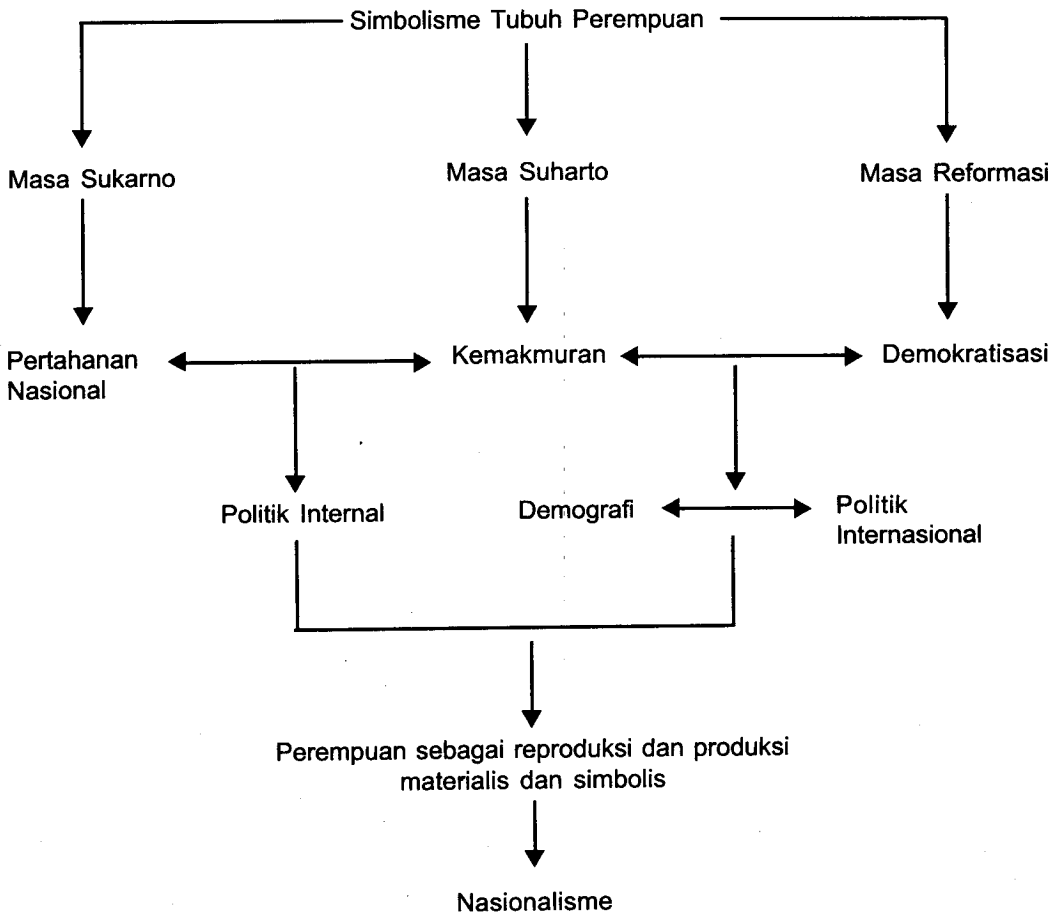 Simbolisme Tubuh Perempuan
Masa Sukarno
Masa Suharto
Masa Reformasi
Pertahanan
Nasional
Kemakmuran
Demokratisasi
Politik Internal
Demografi
Politik
Internasional
Perempuan sebagai reproduksi dan produksi
materialis dan simbolis
Nasionalisme